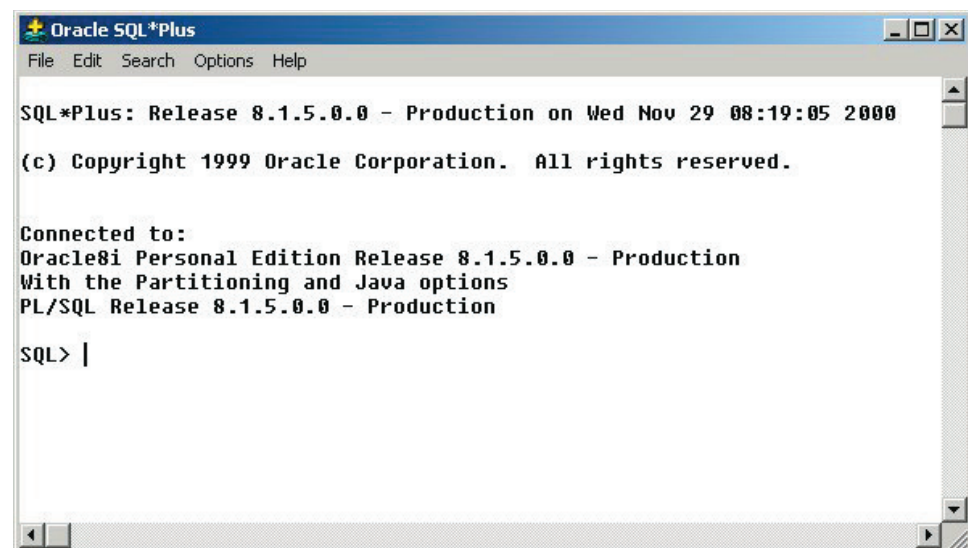 Oracle SQL*Plus
File Edit Search Options Help
SQL*Plus: Release 8.1.5.0.0 - Production on Wed Nov 29 08:19:05 2000
(c) Copyright 1999 Oracle Corporation.  All rights reserved.
Connected to:
Oracle8i Personal Edition Release 8.1.5.0.0 - Production
With the Partitioning and Java options
PL/SQL Release 8.1.5.0.0 - Production
SQL>